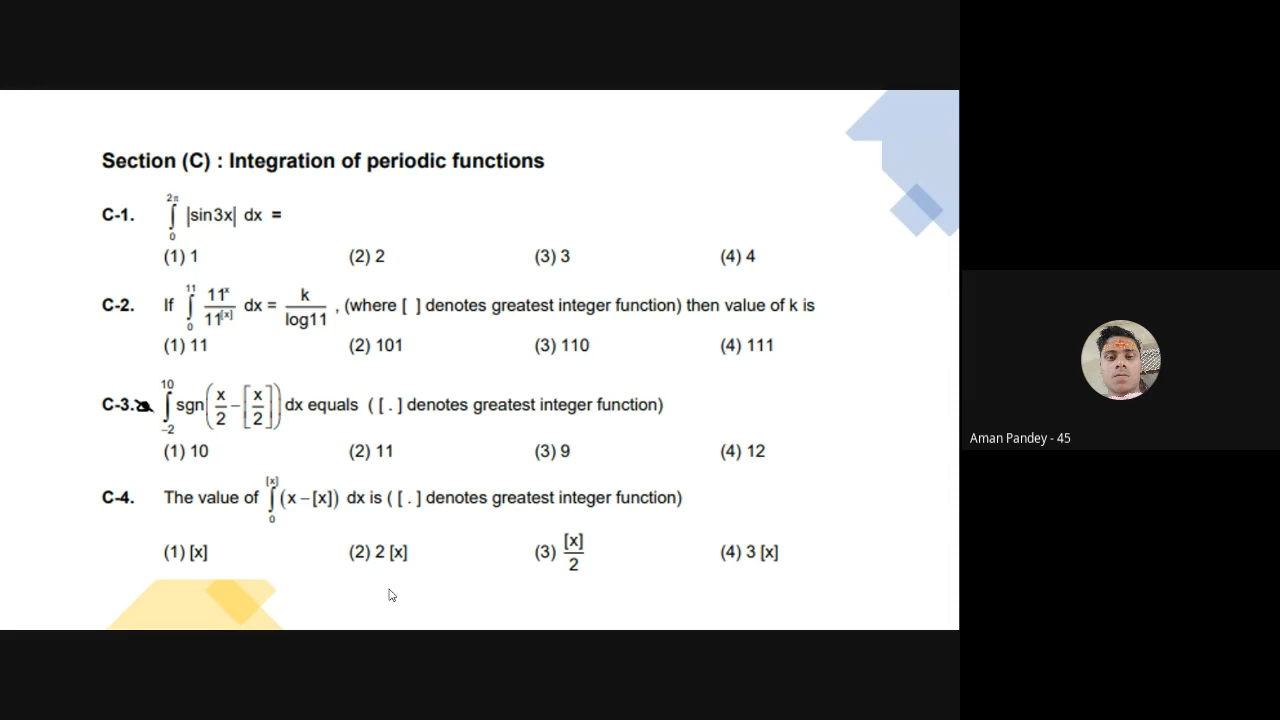 Section (C) : Integration of periodic functions
C-1. ∫₀^{2π} |sin3x| dx =
(1) 1 (2) 2 (3) 3 (4) 4
C-2. If ∫₀^{11} 11^x / 11^{[x]} dx = k / log11 , (where [ ] denotes greatest integer function) then value of k is
(1) 11 (2) 101 (3) 110 (4) 111
C-3. ∫_{–2}^{10} sgn(x/2 – [x/2]) dx equals ( [ . ] denotes greatest integer function)
(1) 10 (2) 11 (3) 9 (4) 12
C-4. The value of ∫₀^{[x]} (x – [x]) dx is ( [ . ] denotes greatest integer function)
(1) [x] (2) 2 [x] (3) [x]/2 (4) 3 [x]
Aman Pandey - 45